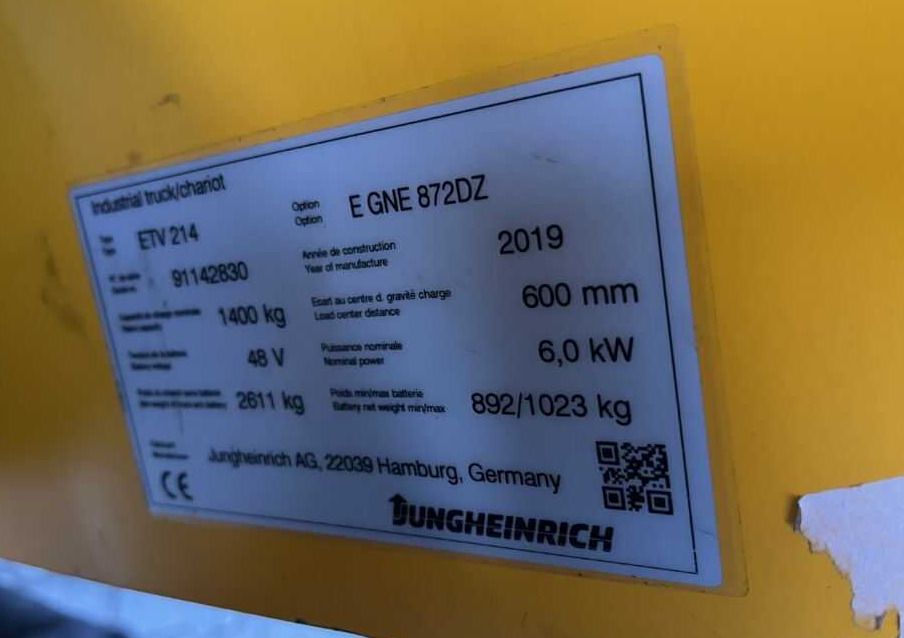 Industrial truck/chariot
ETV 214
Option
Option
E GNE 872DZ
91142830
Année de construction
Year of manufacture
2019
1400 kg
Esart au centre d. gravité charge
Load center distance
600 mm
48 V
Puissance nominale
Nominal power
6,0 kW
2611 kg
Poids min/max batterie
Battery net weight min/max
892/1023 kg
Jungheinrich AG, 22039 Hamburg, Germany
CE
JUNGHEINRICH